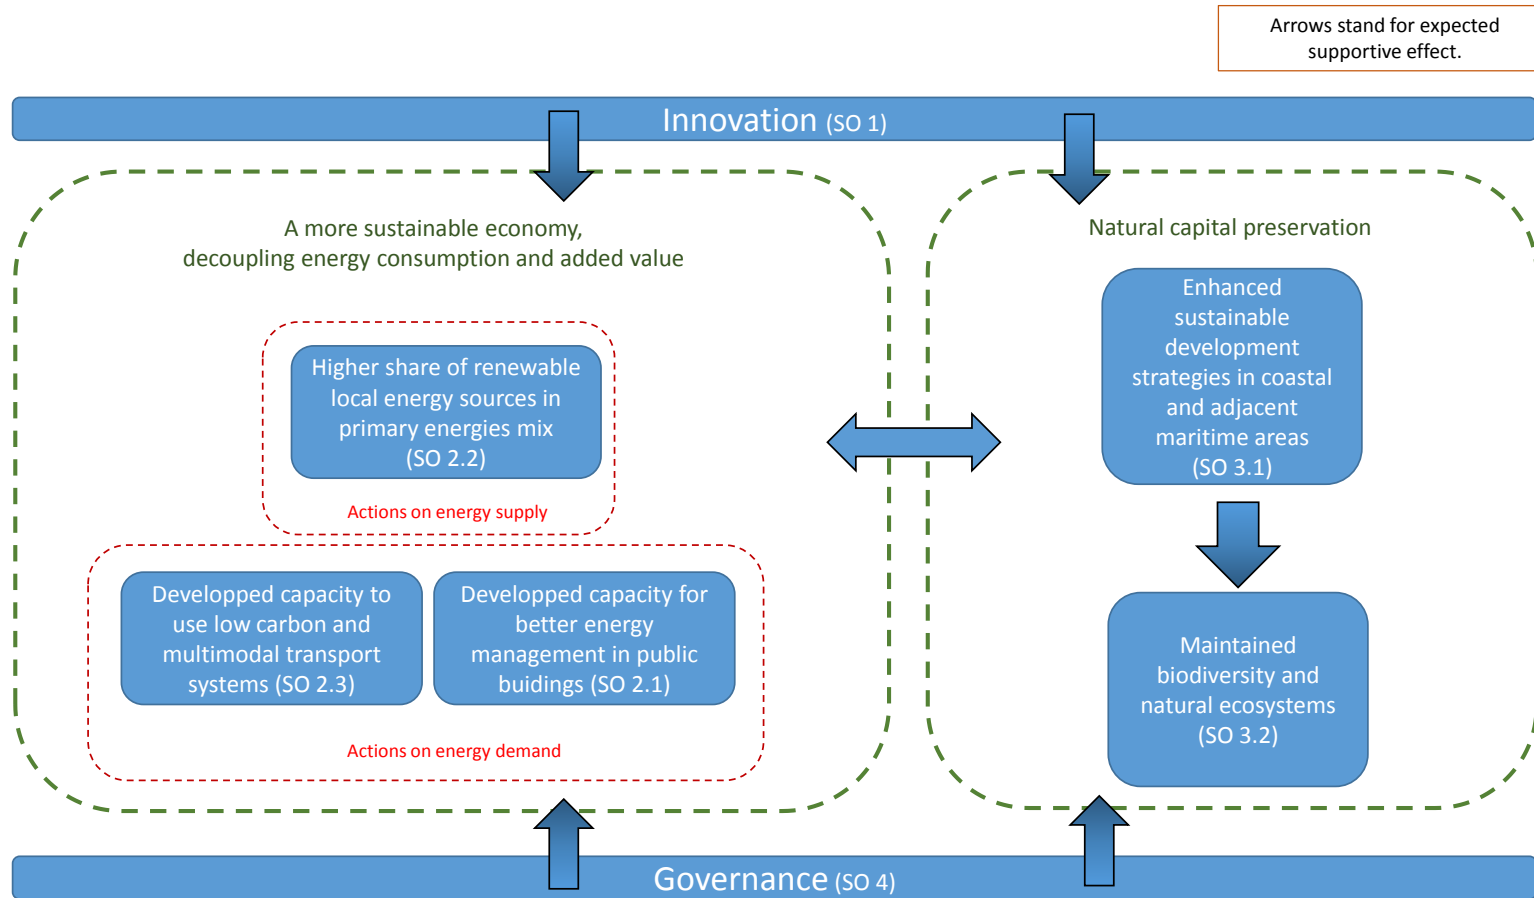 Arrows stand for expected
supportive effect.
Innovation (SO 1)
A more sustainable economy,
decoupling energy consumption and added value
Higher share of renewable
local energy sources in
primary energies mix
(SO 2.2)
Actions on energy supply
Developped capacity to
use low carbon and
multimodal transport
systems (SO 2.3)
Developped capacity for
better energy
management in public
buidings (SO 2.1)
Actions on energy demand
Natural capital preservation
Enhanced
sustainable
development
strategies in coastal
and adjacent
maritime areas
(SO 3.1)
Maintained
biodiversity and
natural ecosystems
(SO 3.2)
Governance (SO 4)